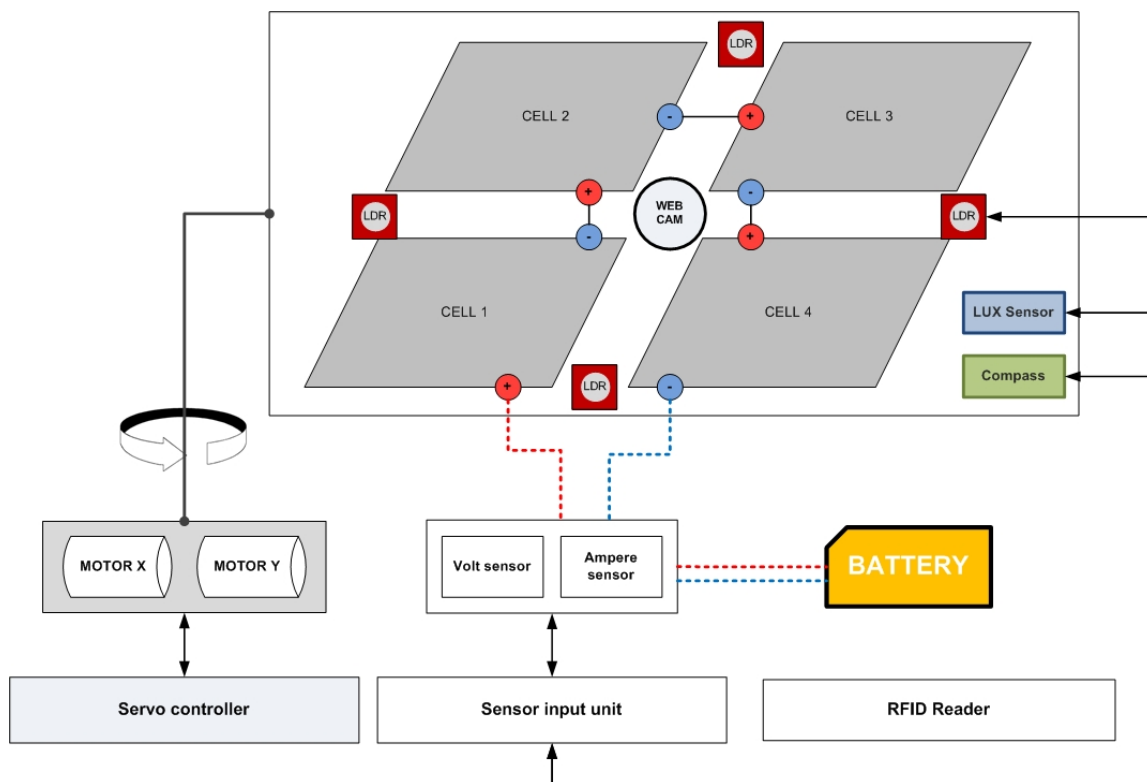 LDR
CELL 2
-
+
CELL 3
+
-
LDR
WEB
CAM
LDR
-
+
CELL 1
CELL 4
LUX Sensor
Compass
+
LDR
-
MOTOR X
MOTOR Y
Volt sensor
Ampere
sensor
BATTERY
Servo controller
Sensor input unit
RFID Reader